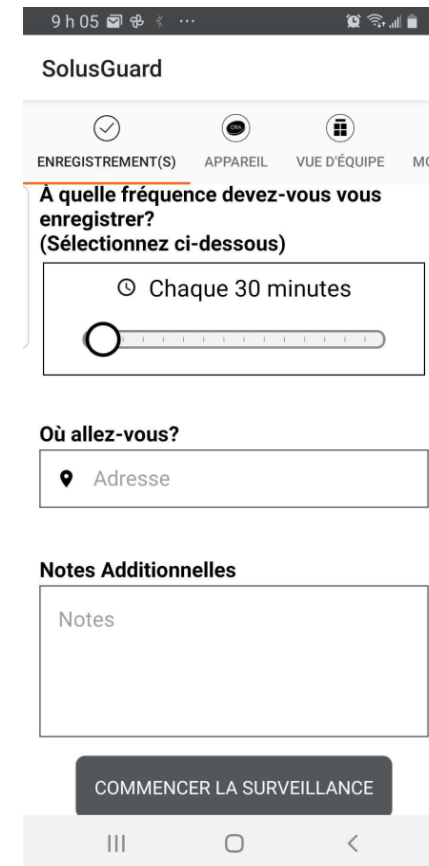 9 h 05
SolusGuard
ENREGISTREMENT(S) APPAREIL VUE D'ÉQUIPE
À quelle fréquence devez-vous vous
enregistrer?
(Sélectionnez ci-dessous)
Chaque 30 minutes
Où allez-vous?
Adresse
Notes Additionnelles
Notes
COMMENCER LA SURVEILLANCE